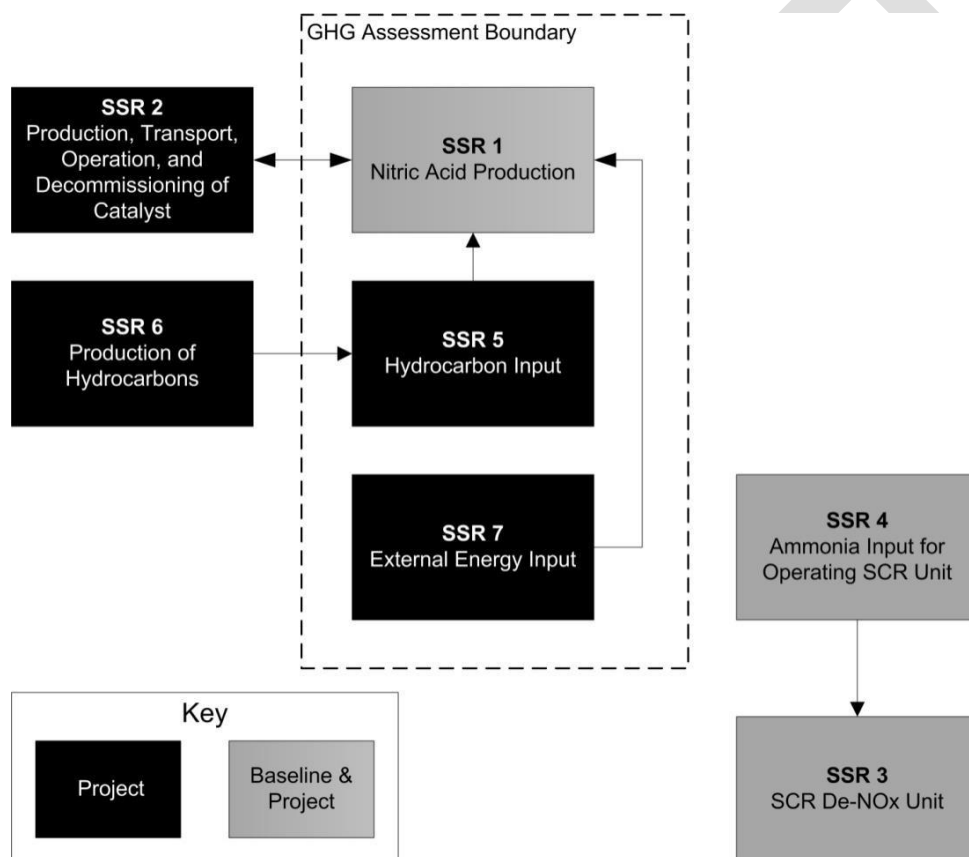 GHG Assessment Boundary
SSR 2
Production, Transport,
Operation, and
Decommissioning of
Catalyst
SSR 1
Nitric Acid Production
SSR 6
Production of
Hydrocarbons
SSR 5
Hydrocarbon Input
SSR 7
External Energy Input
SSR 4
Ammonia Input for
Operating SCR Unit
SSR 3
SCR De-NOx Unit
Key
Project
Baseline &
Project